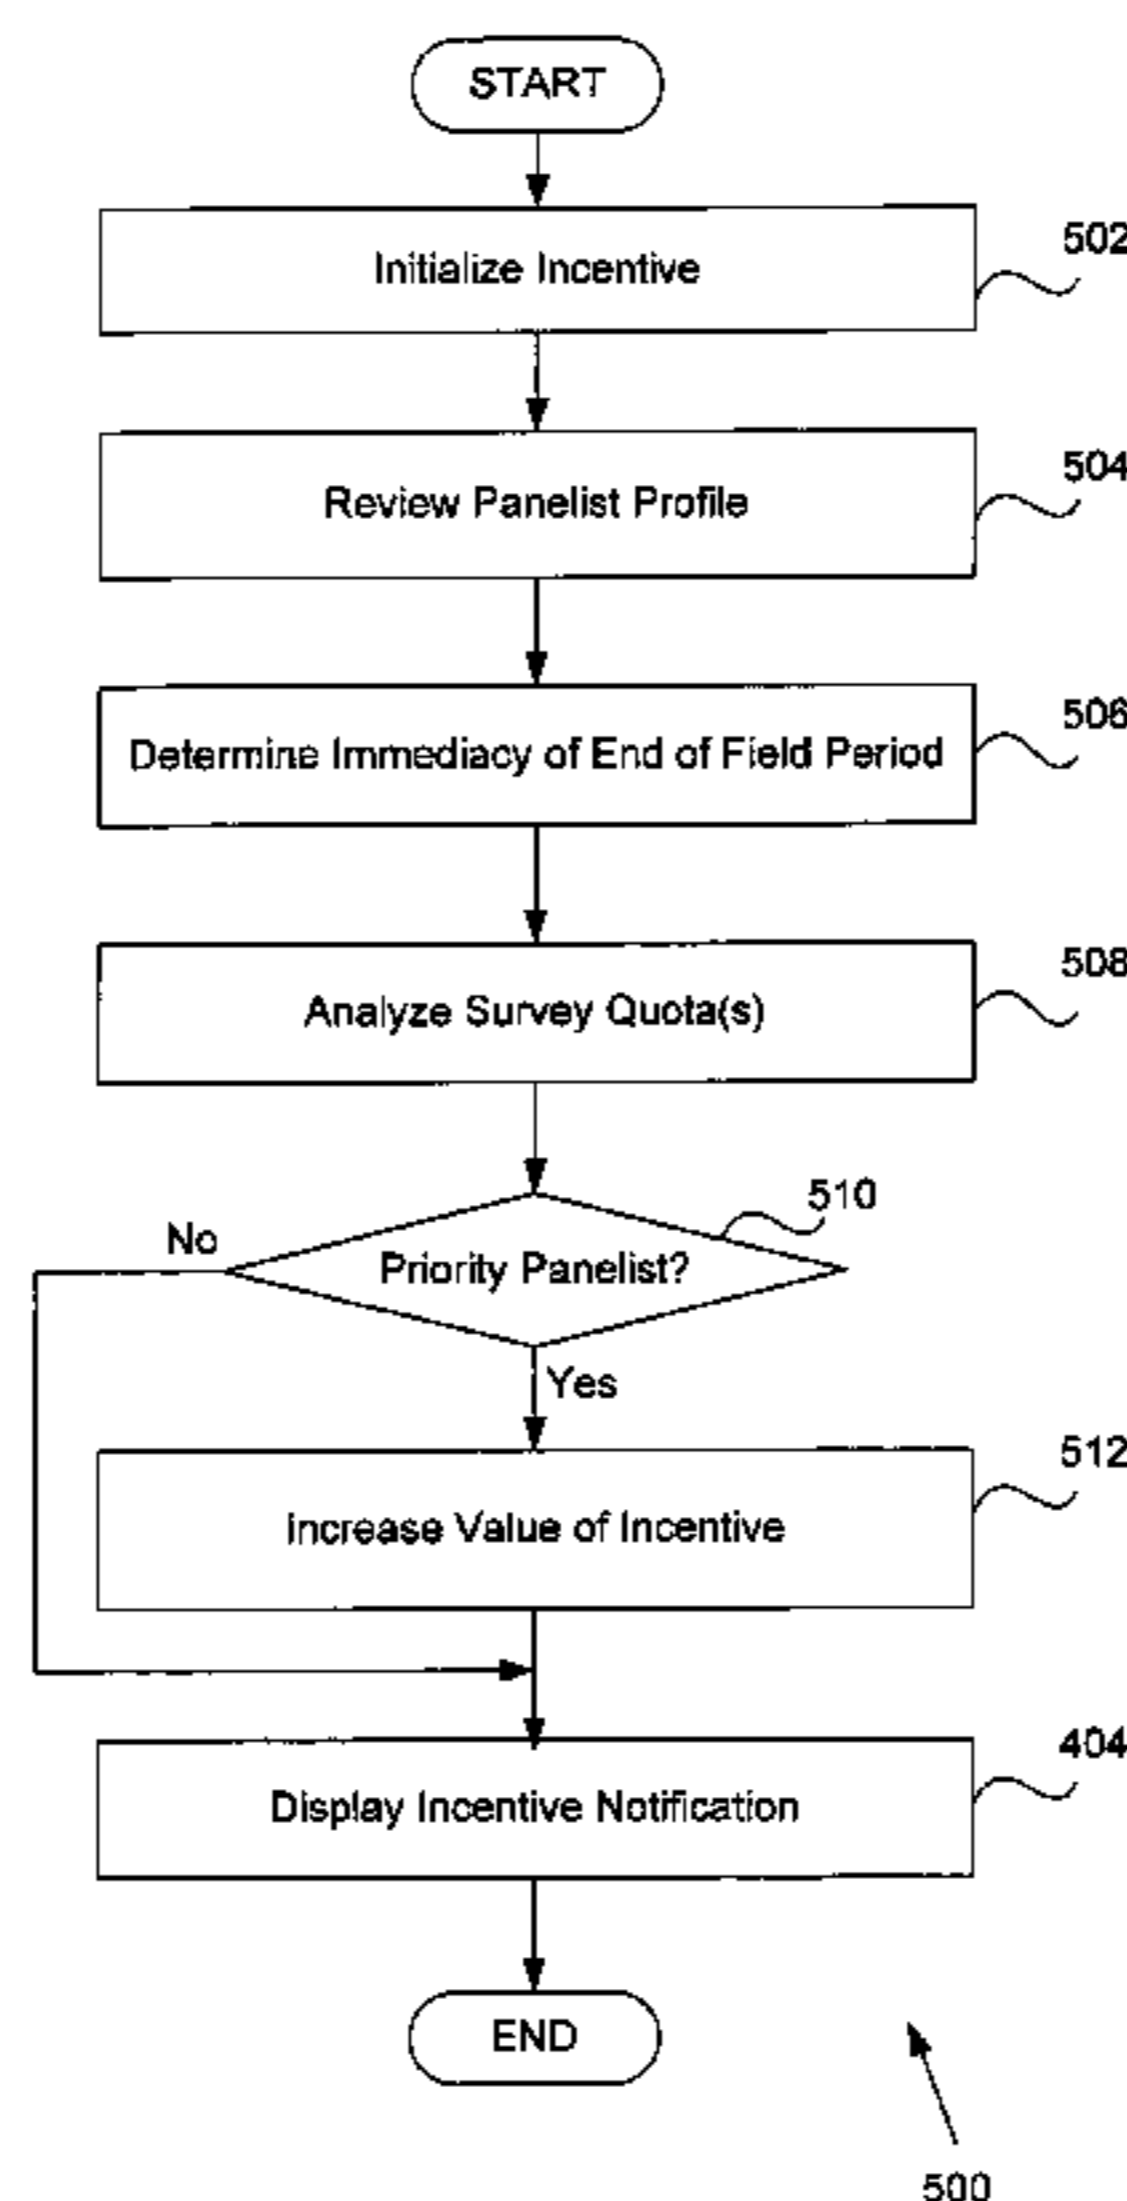 START
Initialize Incentive
502
Review Panelist Profile
504
Determine Immediacy of End of Field Period
506
Analyze Survey Quota(s)
508
Priority Panelist?
510
No
Yes
Increase Value of Incentive
512
Display Incentive Notification
404
END
500